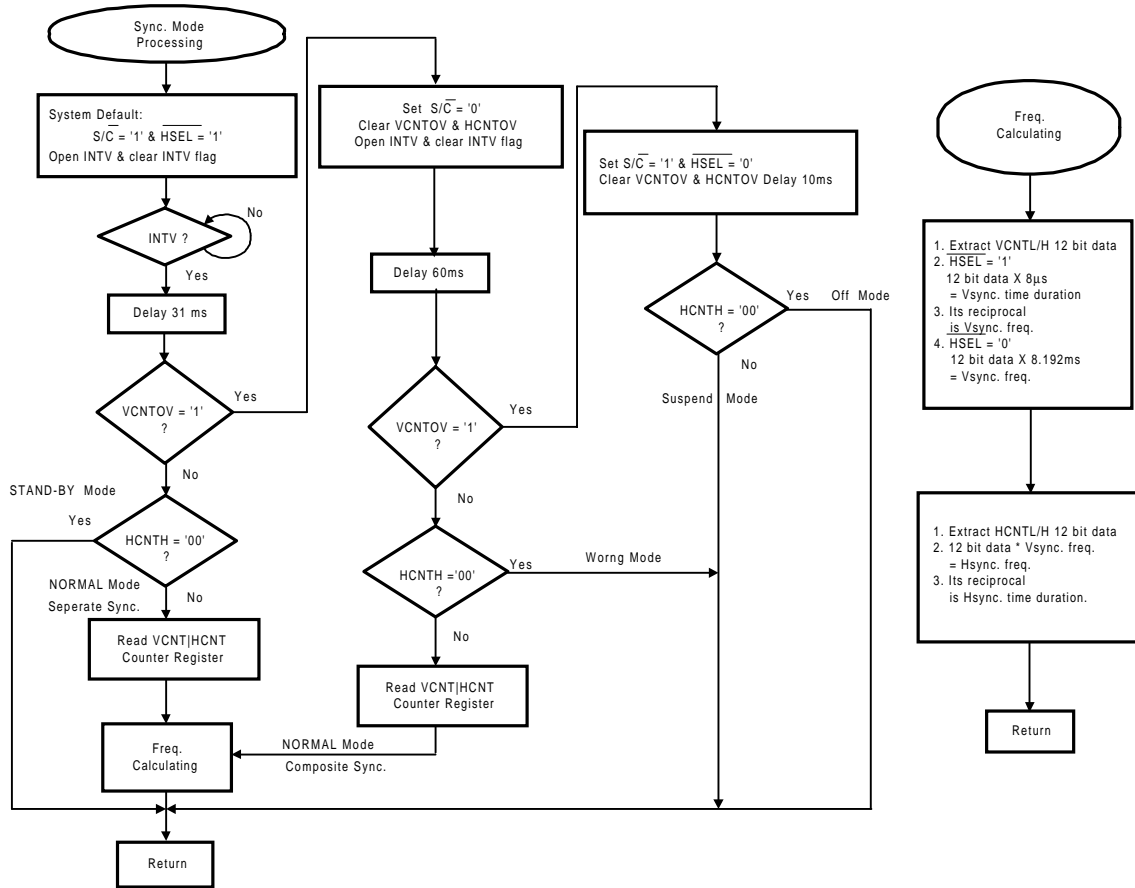 Sync. Mode
Processing
System Default:
S/C̅ = '1' & H̅S̅E̅L̅ = '1'
Open INTV & clear INTV flag
INTV ?
No
Yes
Delay 31 ms
VCNTOV = '1'
?
Yes
No
STAND-BY Mode
Yes
HCNTH = '00'
?
NORMAL Mode
Seperate Sync.
No
Read VCNT|HCNT
Counter Register
Freq.
Calculating
Return
Set S/C̅ = '0'
Clear VCNTOV & HCNTOV
Open INTV & clear INTV flag
Delay 60ms
VCNTOV = '1'
?
Yes
No
HCNTH ='00'
?
Yes
Worng Mode
No
Read VCNT|HCNT
Counter Register
NORMAL Mode
Composite Sync.
Set S/C̅ = '1' & H̅S̅E̅L̅ = '0'
Clear VCNTOV & HCNTOV Delay 10ms
HCNTH = '00'
?
Yes
Off Mode
No
Suspend Mode
Freq.
Calculating
1. Extract VCNTL/H 12 bit data
2. H̅S̅E̅L̅ = '1'
12 bit data X 8µs
= Vsync. time duration
3. Its reciprocal
is Vsync. freq.
4. H̅S̅E̅L̅ = '0'
12 bit data X 8.192ms
= Vsync. freq.
1. Extract HCNTL/H 12 bit data
2. 12 bit data * Vsync. freq.
= Hsync. freq.
3. Its reciprocal
is Hsync. time duration.
Return